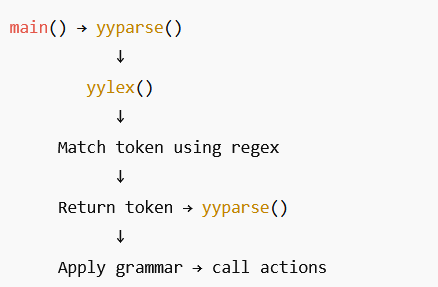 main() → yyparse()
↓
yylex()
↓
Match token using regex
↓
Return token → yyparse()
↓
Apply grammar → call actions